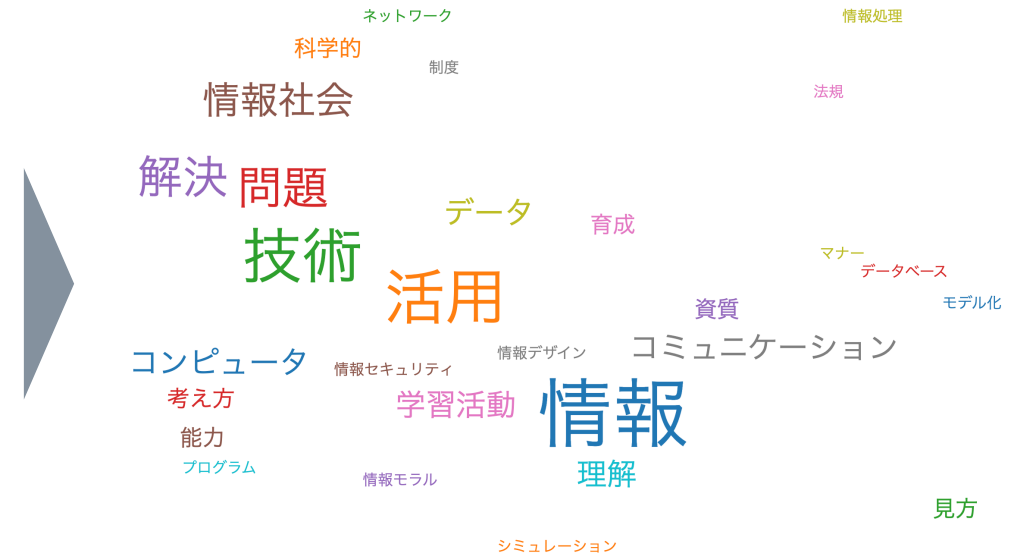 ネットワーク
情報処理
科学的
制度
情報社会
法規
解決
問題
データ
育成
技術
マナー
データベース
活用
モデル化
資質
コミュニケーション
情報デザイン
コンピュータ
情報セキュリティ
考え方
学習活動
情報
能力
プログラム
理解
情報モラル
見方
シミュレーション